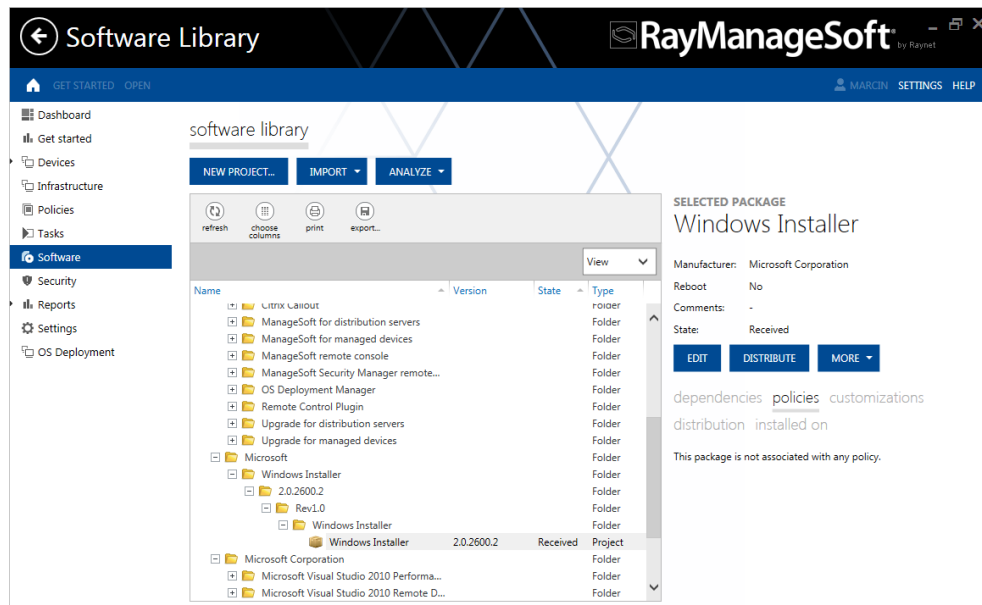 Software Library
RayManageSoft
by Raynet
GET STARTED OPEN
MARCIN SETTINGS HELP
Dashboard
Get started
Devices
Infrastructure
Policies
Tasks
Software
Security
Reports
Settings
OS Deployment
software library
NEW PROJECT... IMPORT ANALYZE
refresh choose columns print export...
View
Name Version State Type
Citrix Callout Folder
ManageSoft for distribution servers Folder
ManageSoft for managed devices Folder
ManageSoft remote console Folder
ManageSoft Security Manager remote... Folder
OS Deployment Manager Folder
Remote Control Plugin Folder
Upgrade for distribution servers Folder
Upgrade for managed devices Folder
Microsoft Folder
Windows Installer Folder
2.0.2600.2 Folder
Rev1.0 Folder
Windows Installer Folder
Windows Installer 2.0.2600.2 Received Project
Microsoft Corporation Folder
Microsoft Visual Studio 2010 Performa... Folder
Microsoft Visual Studio 2010 Remote D... Folder
SELECTED PACKAGE
Windows Installer
Manufacturer: Microsoft Corporation
Reboot No
Comments: -
State: Received
EDIT DISTRIBUTE MORE
dependencies policies customizations
distribution installed on
This package is not associated with any policy.